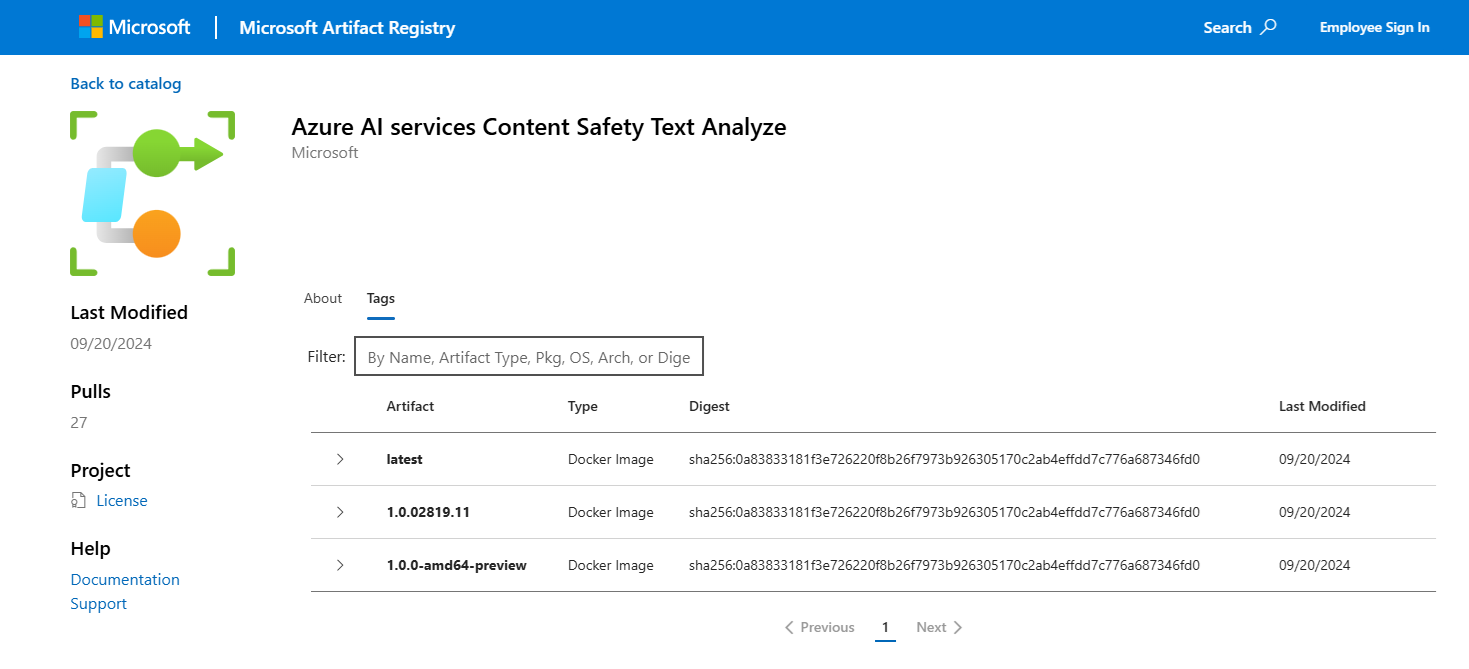 Microsoft | Microsoft Artifact Registry Search Employee Sign In
Back to catalog
Azure AI services Content Safety Text Analyze
Microsoft
Last Modified
09/20/2024
Pulls
27
Project
License
Help
Documentation
Support
About Tags
Filter: By Name, Artifact Type, Pkg, OS, Arch, or Dige
Artifact Type Digest Last Modified
latest Docker Image sha256:0a83833181f3e726220f8b26f7973b926305170c2ab4effdd7c776a687346fd0 09/20/2024
1.0.02819.11 Docker Image sha256:0a83833181f3e726220f8b26f7973b926305170c2ab4effdd7c776a687346fd0 09/20/2024
1.0.0-amd64-preview Docker Image sha256:0a83833181f3e726220f8b26f7973b926305170c2ab4effdd7c776a687346fd0 09/20/2024
Previous 1 Next